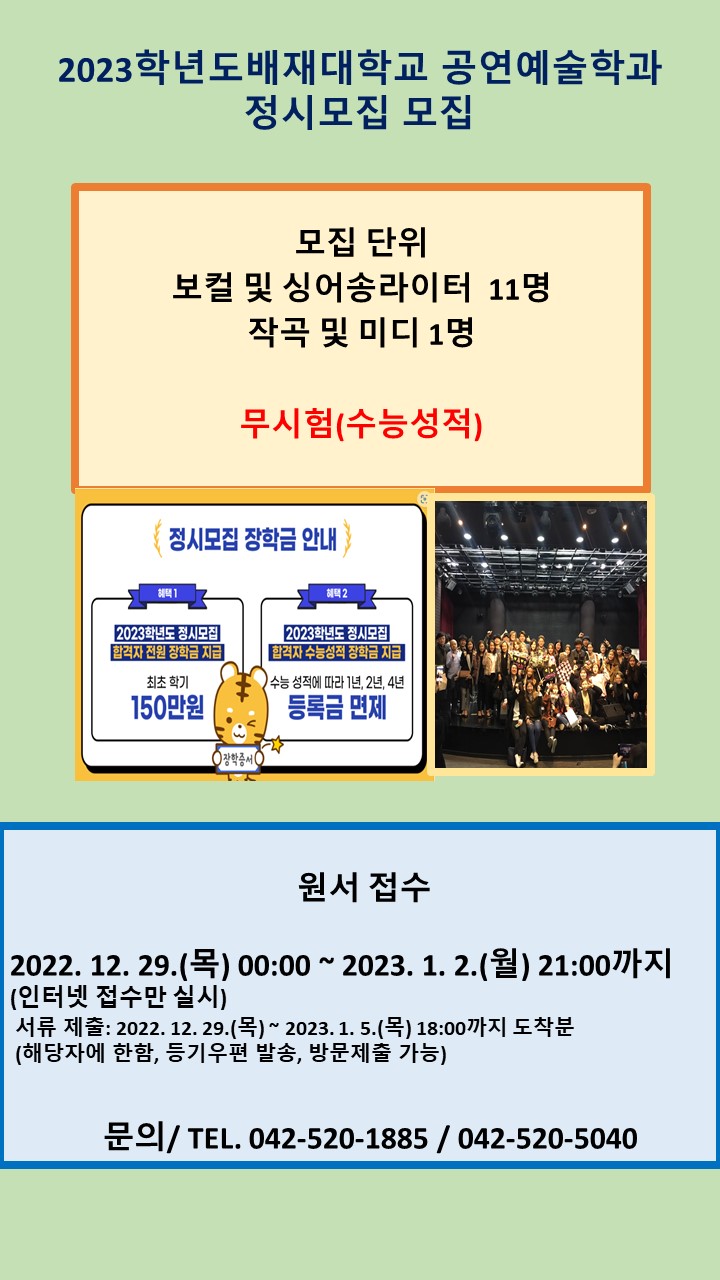 2023학년도배재대학교 공연예술학과
정시모집 모집
모집 단위
보컬 및 싱어송라이터 11명
작곡 및 미디 1명
무시험(수능성적)
정시모집 장학금 안내
혜택 1
2023학년도 정시모집
합격자 전원 장학금 지급
최초 학기
150만원
혜택 2
2023학년도 정시모집
합격자 수능성적 장학금 지급
수능 성적에 따라 1년, 2년, 4년
등록금 면제
장학증서
원서 접수
2022. 12. 29.(목) 00:00 ~ 2023. 1. 2.(월) 21:00까지
(인터넷 접수만 실시)
서류 제출: 2022. 12. 29.(목) ~ 2023. 1. 5.(목) 18:00까지 도착분
(해당자에 한함, 등기우편 발송, 방문제출 가능)
문의/ TEL. 042-520-1885 / 042-520-5040